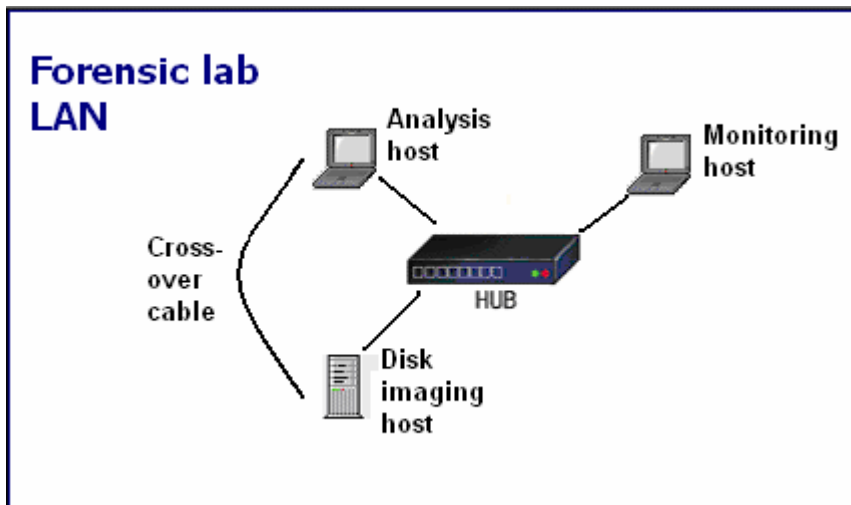 Forensic lab
LAN
Analysis
host
Monitoring
host
Cross-
over
cable
HUB
Disk
imaging
host